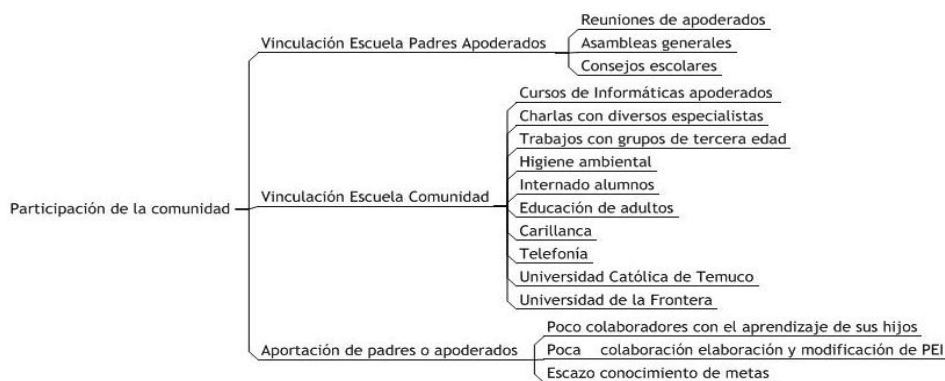 Participación de la comunidad
Vinculación Escuela Padres Apoderados
Reuniones de apoderados
Asambleas generales
Consejos escolares
Vinculación Escuela Comunidad
Cursos de Informáticas apoderados
Charlas con diversos especialistas
Trabajos con grupos de tercera edad
Higiene ambiental
Internado alumnos
Educación de adultos
Carillanca
Telefonía
Universidad Católica de Temuco
Universidad de la Frontera
Aportación de padres o apoderados
Poco colaboradores con el aprendizaje de sus hijos
Poca colaboración elaboración y modificación de PEI
Escazo conocimiento de metas